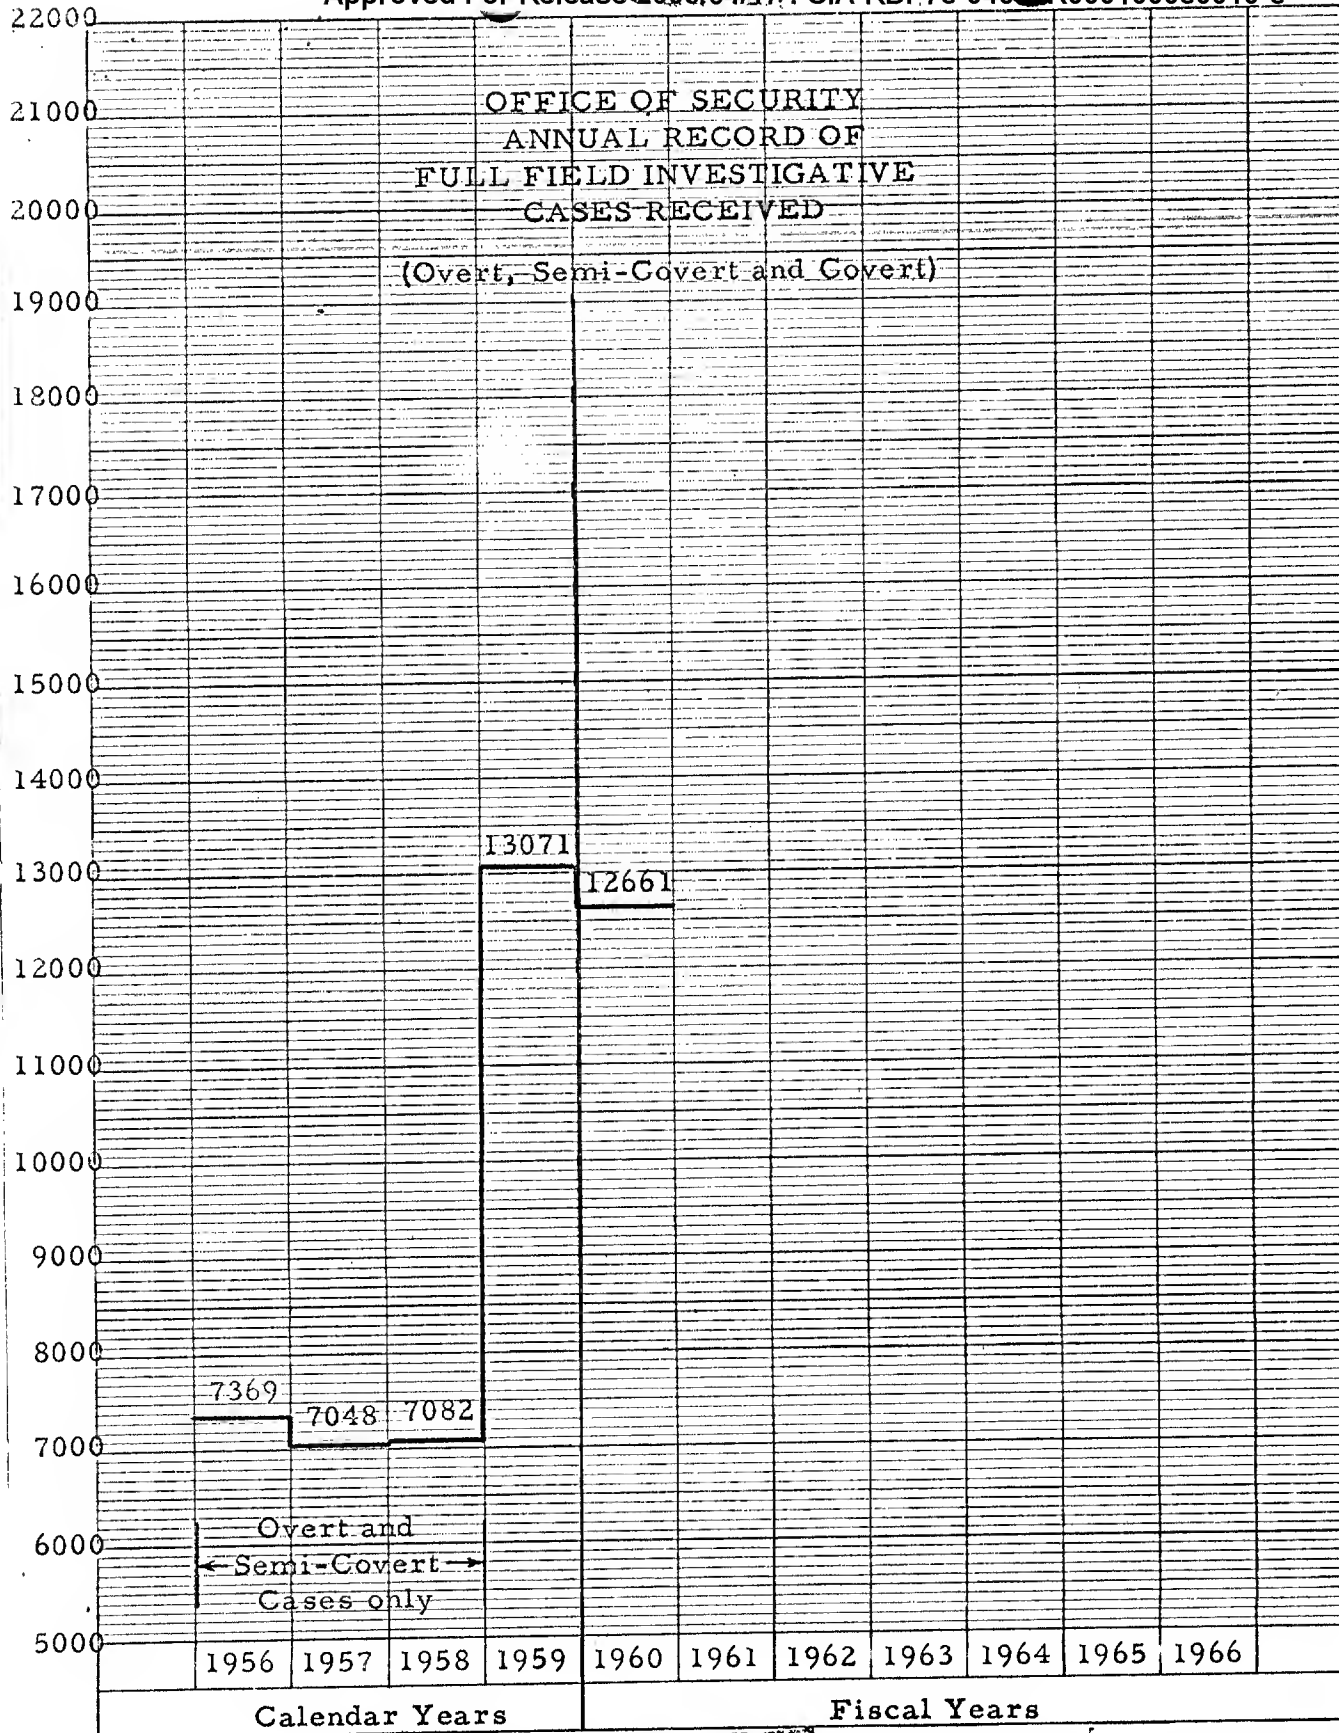 22000
OFFICE OF SECURITY
21000
ANNUAL RECORD OF
FULL FIELD INVESTIGATIVE
20000
CASES RECEIVED
(Overt, Semi-Covert and Covert)
19000
18000
17000
16000
15000
14000
13071
13000
12661
12000
11000
10000
9000
8000
7369
7048 7082
7000
Overt and
6000
←Semi-Covert→
Cases only
5000
1956 1957 1958 1959 1960 1961 1962 1963 1964 1965 1966
Calendar Years Fiscal Years